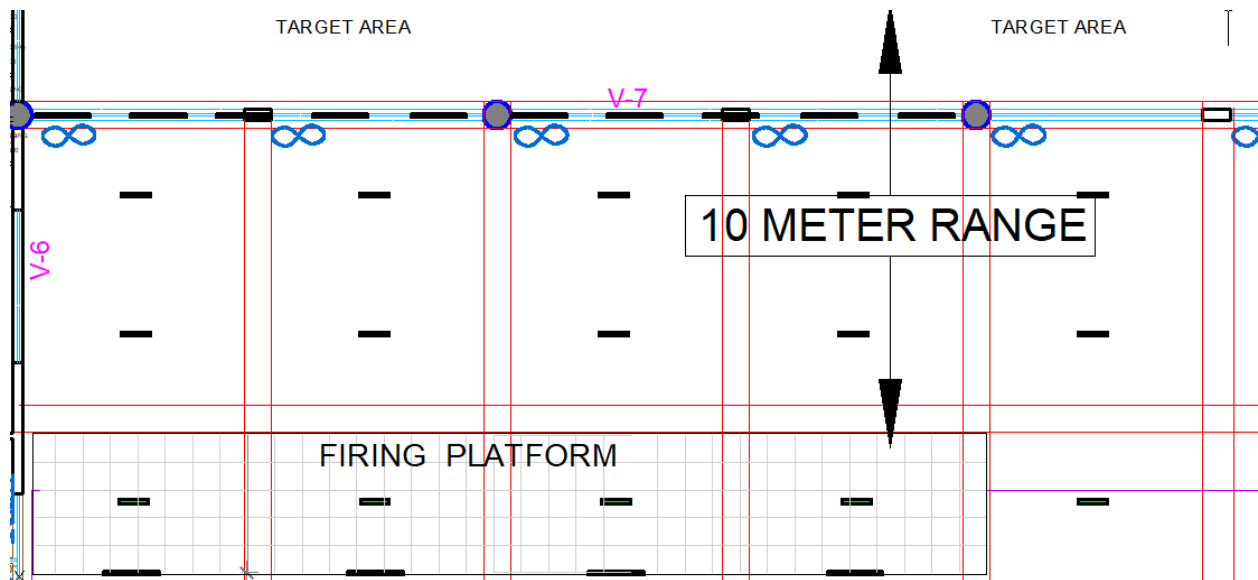 TARGET AREA
TARGET AREA
V-7
10 METER RANGE
V-6
FIRING PLATFORM